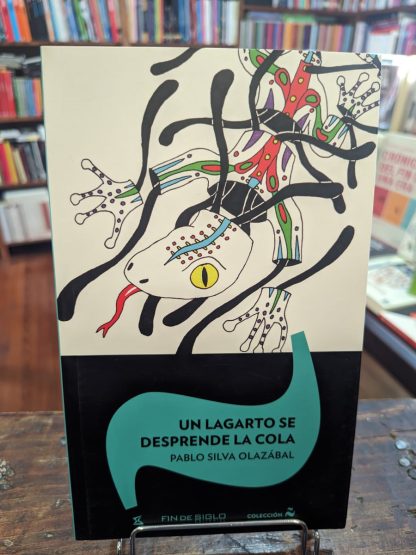 UN LAGARTO SE
DESPRENDE LA COLA
PABLO SILVA OLAZÁBAL
FIN DE SIGLO
COLECCIÓN Ñ